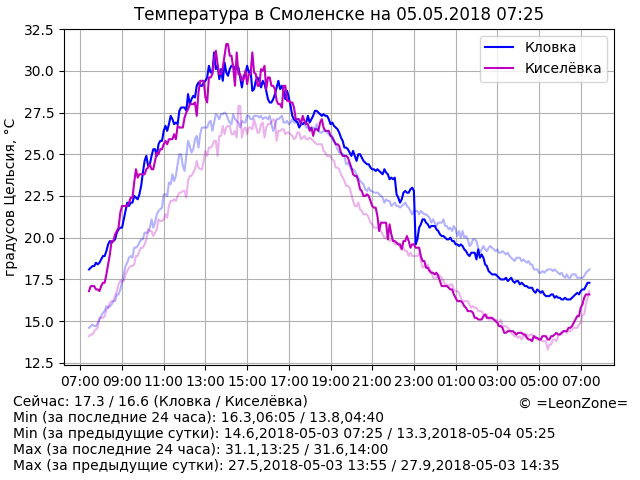 Температура в Смоленске на 05.05.2018 07:25
градусов Цельсия, °C
32.5
30.0
27.5
25.0
22.5
20.0
17.5
15.0
12.5
Кловка
Киселёвка
07:00 09:00 11:00 13:00 15:00 17:00 19:00 21:00 23:00 01:00 03:00 05:00 07:00
Сейчас: 17.3 / 16.6 (Кловка / Киселёвка)
© =LeonZone=
Min (за последние 24 часа): 16.3,06:05 / 13.8,04:40
Min (за предыдущие сутки): 14.6,2018-05-03 07:25 / 13.3,2018-05-04 05:25
Max (за последние 24 часа): 31.1,13:25 / 31.6,14:00
Max (за предыдущие сутки): 27.5,2018-05-03 13:55 / 27.9,2018-05-03 14:35